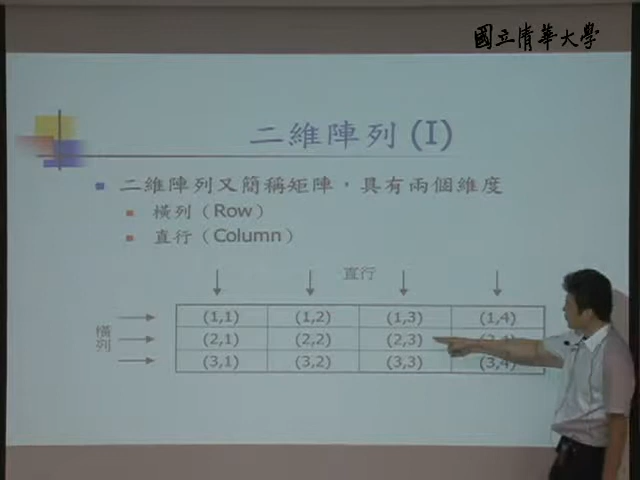 國立清華大學
二維陣列 (I)
二維陣列又簡稱矩陣，具有兩個維度
橫列（Row）
直行（Column）
直行
橫列
(1,1) (1,2) (1,3) (1,4)
(2,1) (2,2) (2,3)
(3,1) (3,2) (3,3) (3,4)